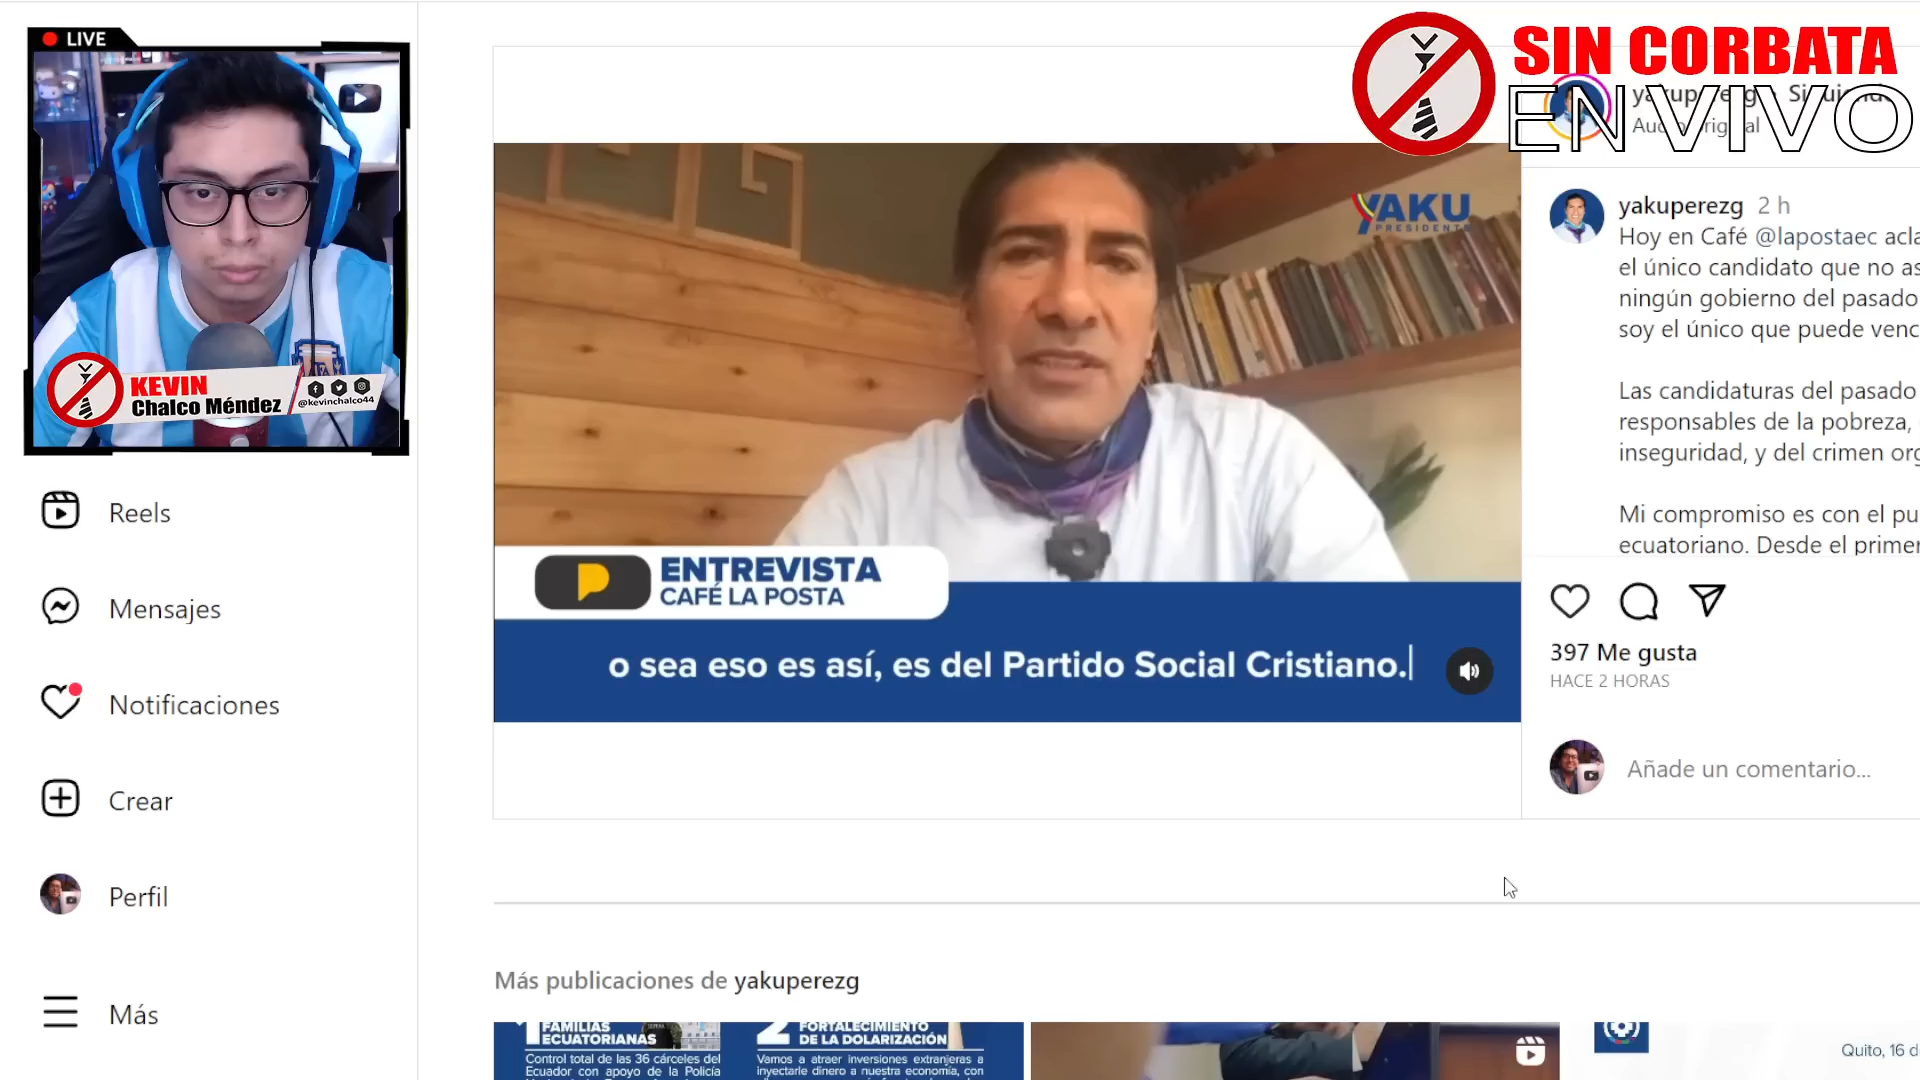 LIVE
KEVIN
Chalco Méndez
@kevinchalco44
SIN CORBATA
EN VIVO
Reels
Mensajes
Notificaciones
Crear
Perfil
Más
YAKU
PRESIDENTE
ENTREVISTA
CAFÉ LA POSTA
o sea eso es así, es del Partido Social Cristiano.
yakuperezg 2 h
Hoy en Café @lapostaec acla
el único candidato que no as
ningún gobierno del pasado
soy el único que puede venc
Las candidaturas del pasado
responsables de la pobreza,
inseguridad, y del crimen org
Mi compromiso es con el pu
ecuatoriano. Desde el primer
397 Me gusta
HACE 2 HORAS
Añade un comentario...
Más publicaciones de yakuperezg
1 FAMILIAS
ECUATORIANAS
Control total de las 36 cárceles del
Ecuador con apoyo de la Policía
2 FORTALECIMIENTO
DE LA DOLARIZACIÓN
Vamos a atraer inversiones extranjeras a
inyectarle dinero a nuestra economía, con
Quito, 16 d